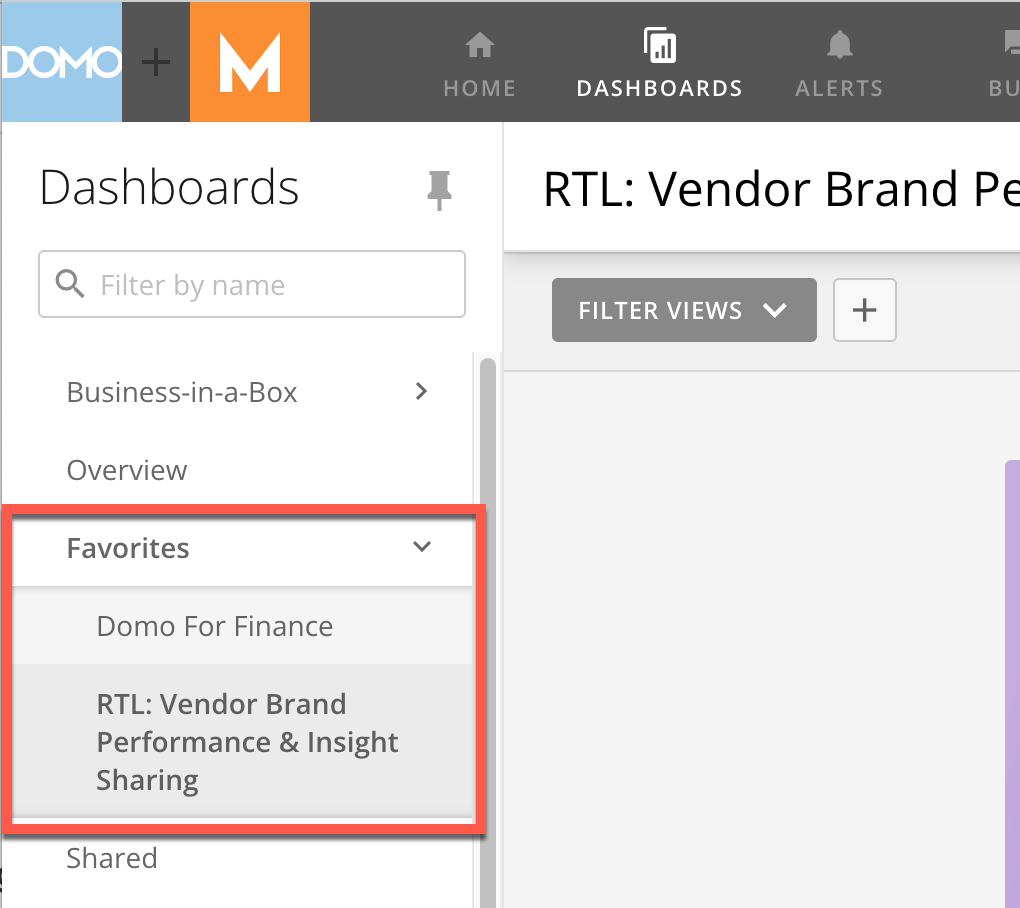 DOMO
M
HOME
DASHBOARDS
ALERTS
BU
Dashboards
RTL: Vendor Brand Pe
Filter by name
FILTER VIEWS
Business-in-a-Box
Overview
Favorites
Domo For Finance
RTL: Vendor Brand
Performance & Insight
Sharing
Shared